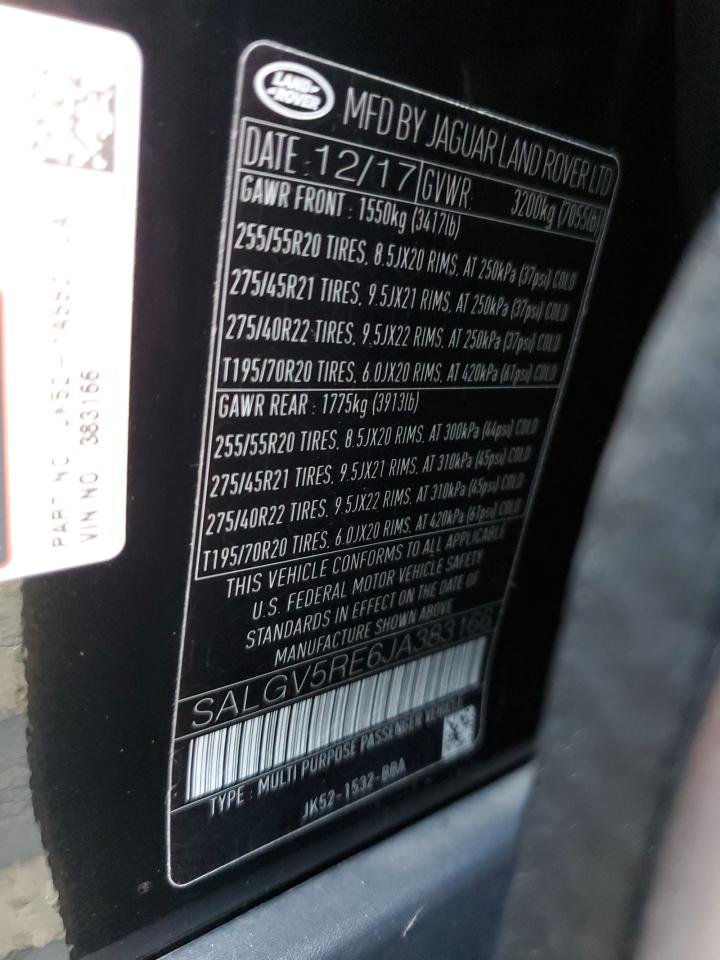 LAND
ROVER
MFD BY JAGUAR LAND ROVER LTD
DATE : 12/17 GVWR: 3200kg (7055lb)
GAWR FRONT : 1550kg (3417lb)
255/55R20 TIRES, 8.5JX20 RIMS, AT 250kPa (37psi) COLD
275/45R21 TIRES, 9.5JX21 RIMS, AT 250kPa (37psi) COLD
275/40R22 TIRES, 9.5JX22 RIMS, AT 250kPa (37psi) COLD
T195/70R20 TIRES, 6.0JX20 RIMS, AT 420kPa (61psi) COLD
GAWR REAR : 1775kg (3913lb)
255/55R20 TIRES, 8.5JX20 RIMS, AT 300kPa (44psi) COLD
275/45R21 TIRES, 9.5JX21 RIMS, AT 310kPa (45psi) COLD
275/40R22 TIRES, 9.5JX22 RIMS, AT 310kPa (45psi) COLD
T195/70R20 TIRES, 6.0JX20 RIMS, AT 420kPa (61psi) COLD
THIS VEHICLE CONFORMS TO ALL APPLICABLE
U.S. FEDERAL MOTOR VEHICLE SAFETY
STANDARDS IN EFFECT ON THE DATE OF
MANUFACTURE SHOWN ABOVE
SALGV5RE6JA383166
TYPE : MULTI PURPOSE PASSENGER VEHICLE
JK52-1532-BBA
PART NO
VIN NO 383166